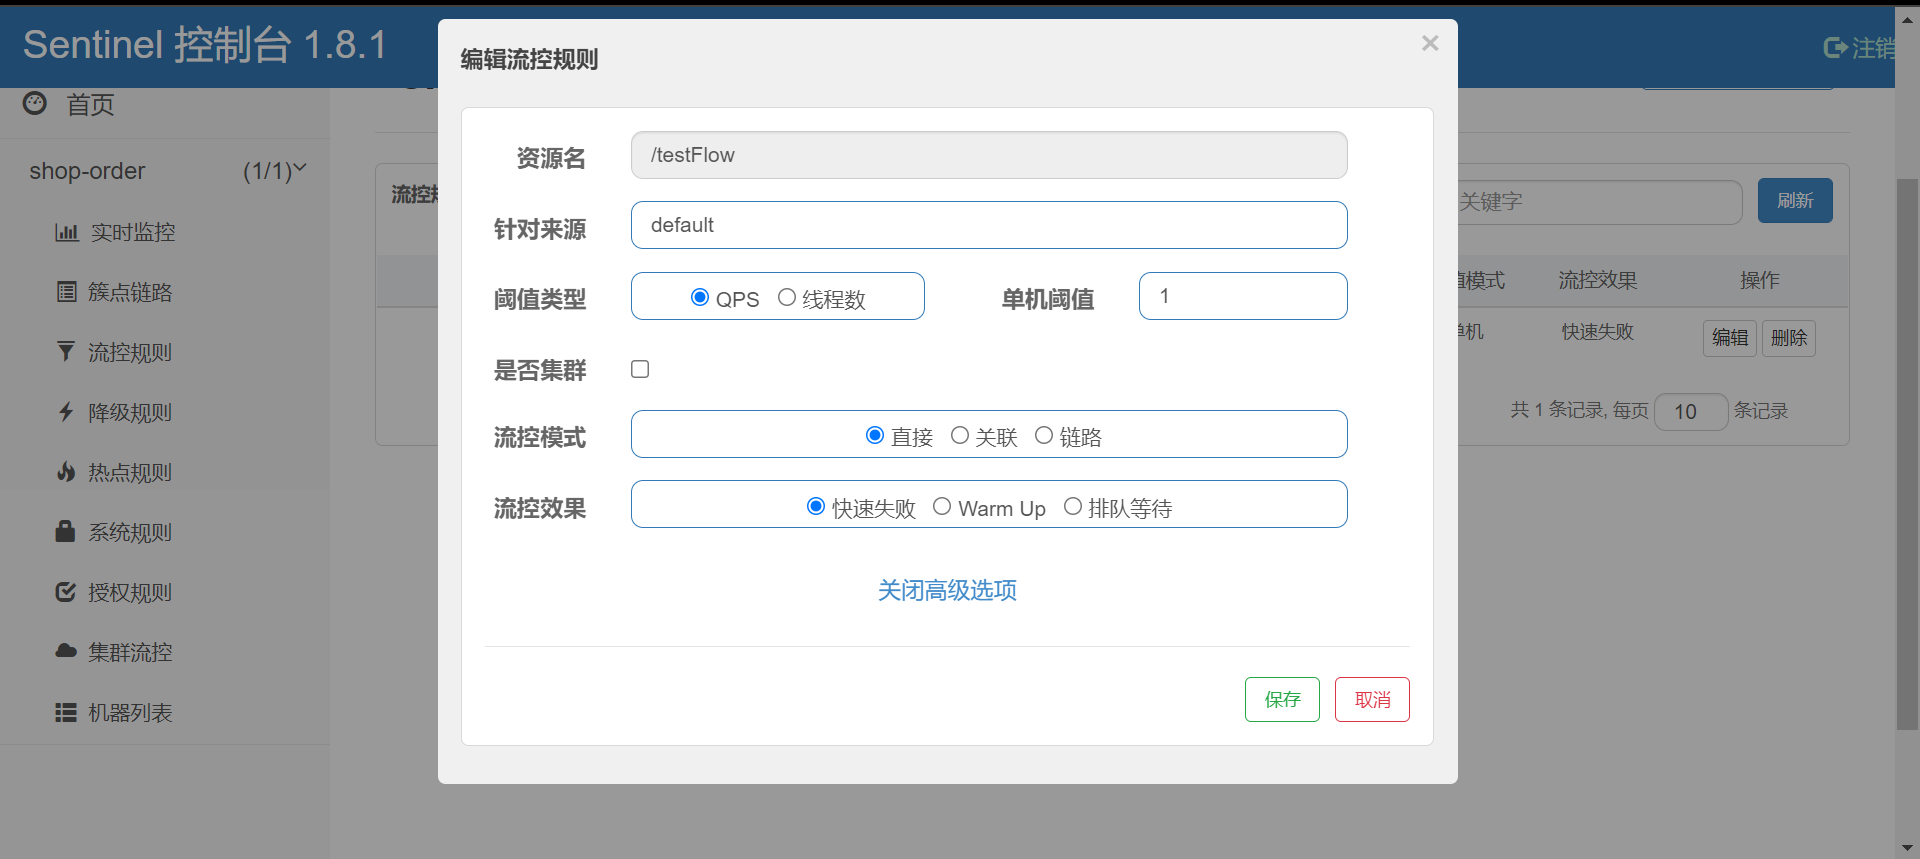 Sentinel 控制台 1.8.1
注销
首页
shop-order (1/1)
实时监控
簇点链路
流控规则
降级规则
热点规则
系统规则
授权规则
集群流控
机器列表
编辑流控规则
×
资源名 /testFlow
针对来源 default
阈值类型 QPS 线程数 单机阈值 1
是否集群
流控模式 直接 关联 链路
流控效果 快速失败 Warm Up 排队等待
关闭高级选项
保存 取消
流控
关键字 刷新
模式 流控效果 操作
机 快速失败 编辑 删除
共 1 条记录, 每页 10 条记录